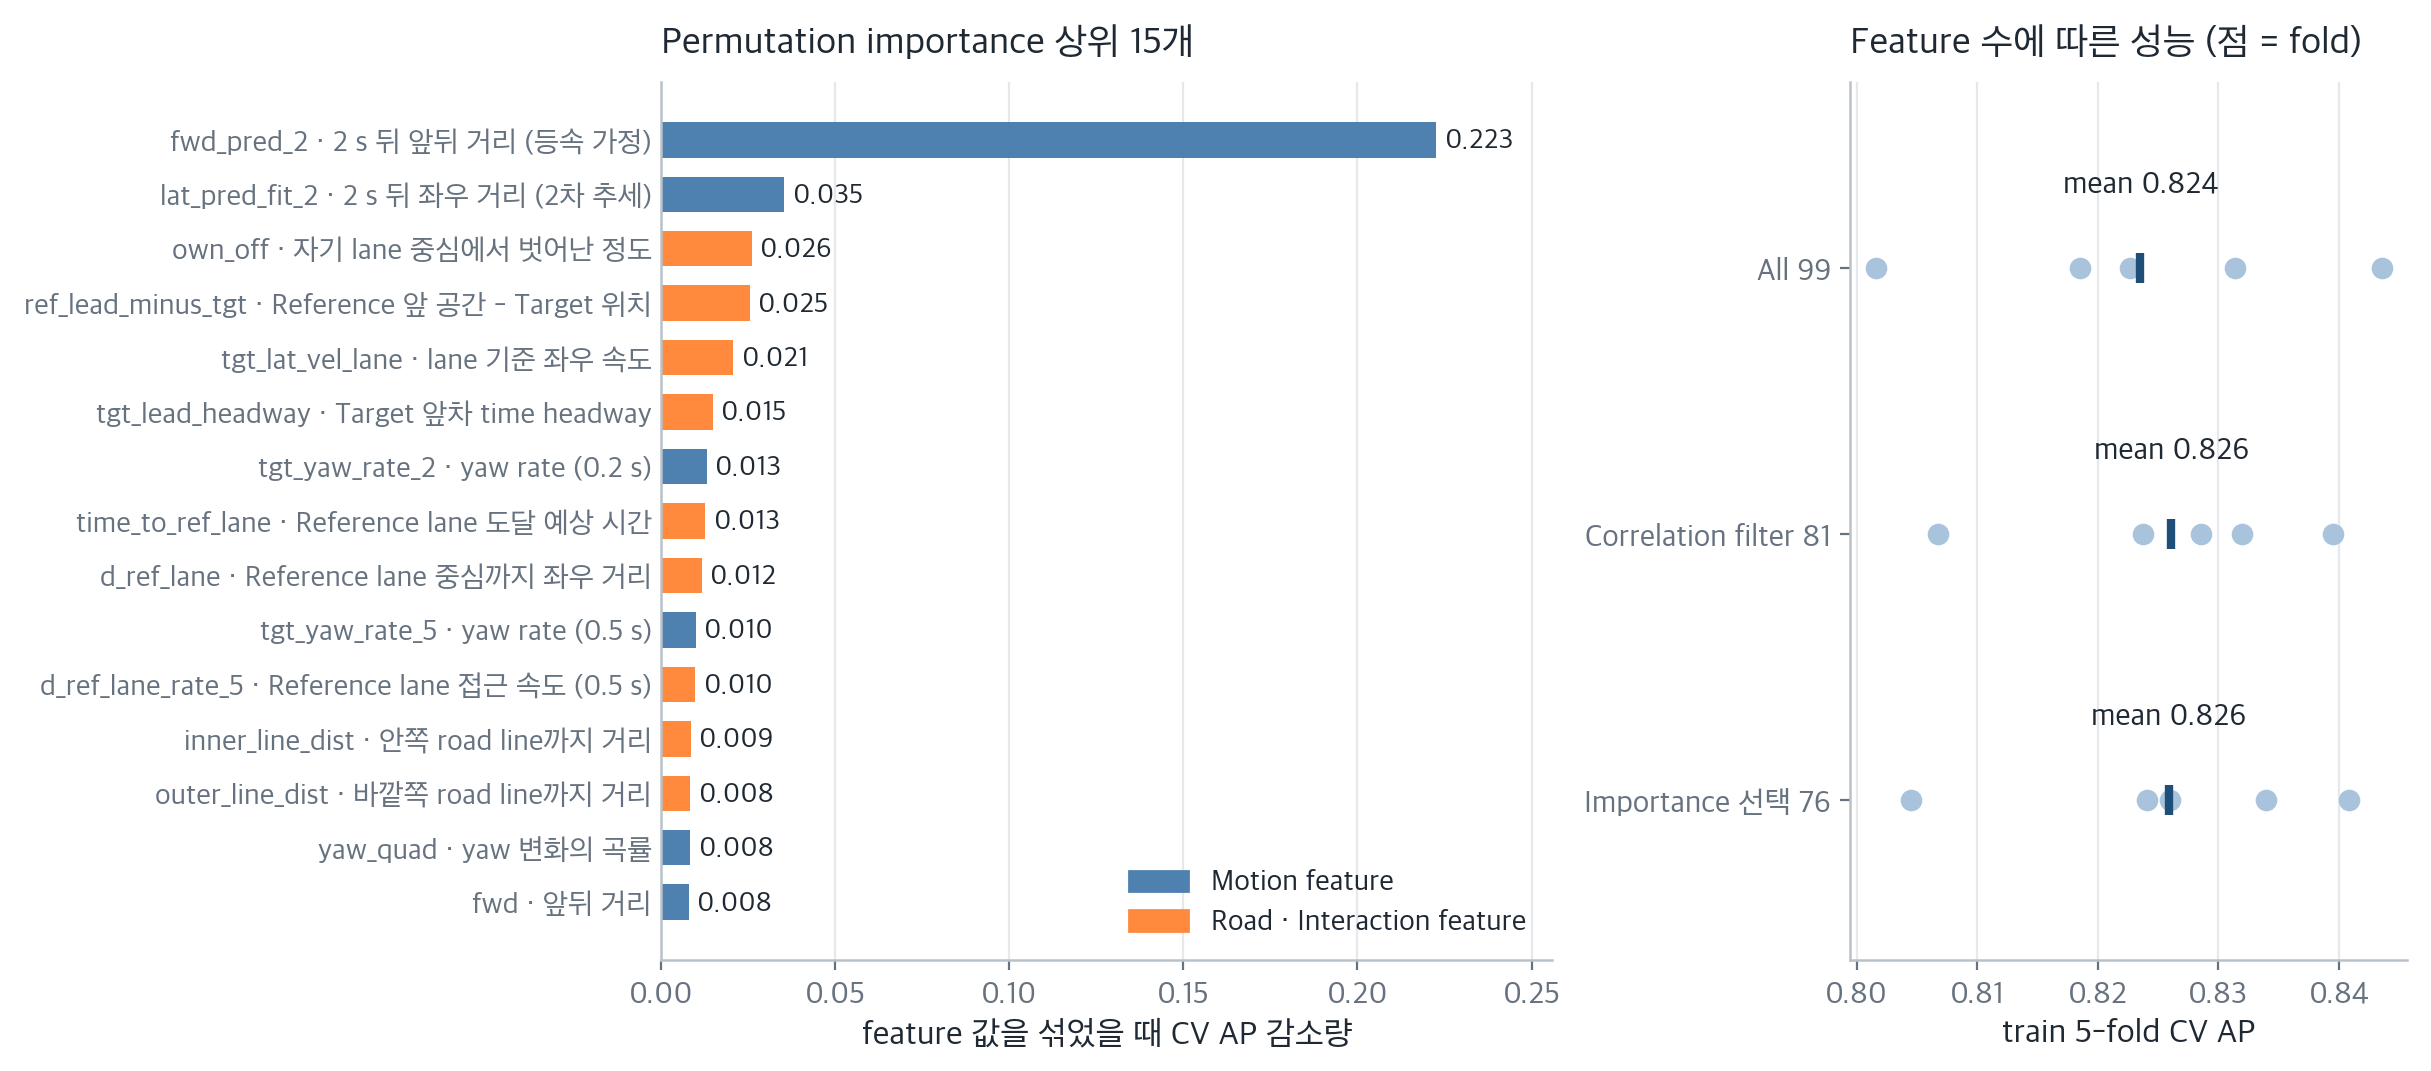 Permutation importance 상위 15개
fwd_pred_2 · 2 s 뒤 앞뒤 거리 (등속 가정)
0.223
lat_pred_fit_2 · 2 s 뒤 좌우 거리 (2차 추세)
0.035
own_off · 자기 lane 중심에서 벗어난 정도
0.026
ref_lead_minus_tgt · Reference 앞 공간 − Target 위치
0.025
tgt_lat_vel_lane · lane 기준 좌우 속도
0.021
tgt_lead_headway · Target 앞차 time headway
0.015
tgt_yaw_rate_2 · yaw rate (0.2 s)
0.013
time_to_ref_lane · Reference lane 도달 예상 시간
0.013
d_ref_lane · Reference lane 중심까지 좌우 거리
0.012
tgt_yaw_rate_5 · yaw rate (0.5 s)
0.010
d_ref_lane_rate_5 · Reference lane 접근 속도 (0.5 s)
0.010
inner_line_dist · 안쪽 road line까지 거리
0.009
outer_line_dist · 바깥쪽 road line까지 거리
0.008
yaw_quad · yaw 변화의 곡률
0.008
fwd · 앞뒤 거리
0.008
Motion feature
Road · Interaction feature
0.00 0.05 0.10 0.15 0.20 0.25
feature 값을 섞었을 때 CV AP 감소량
Feature 수에 따른 성능 (점 = fold)
mean 0.824
All 99
mean 0.826
Correlation filter 81
mean 0.826
Importance 선택 76
0.80 0.81 0.82 0.83 0.84
train 5-fold CV AP